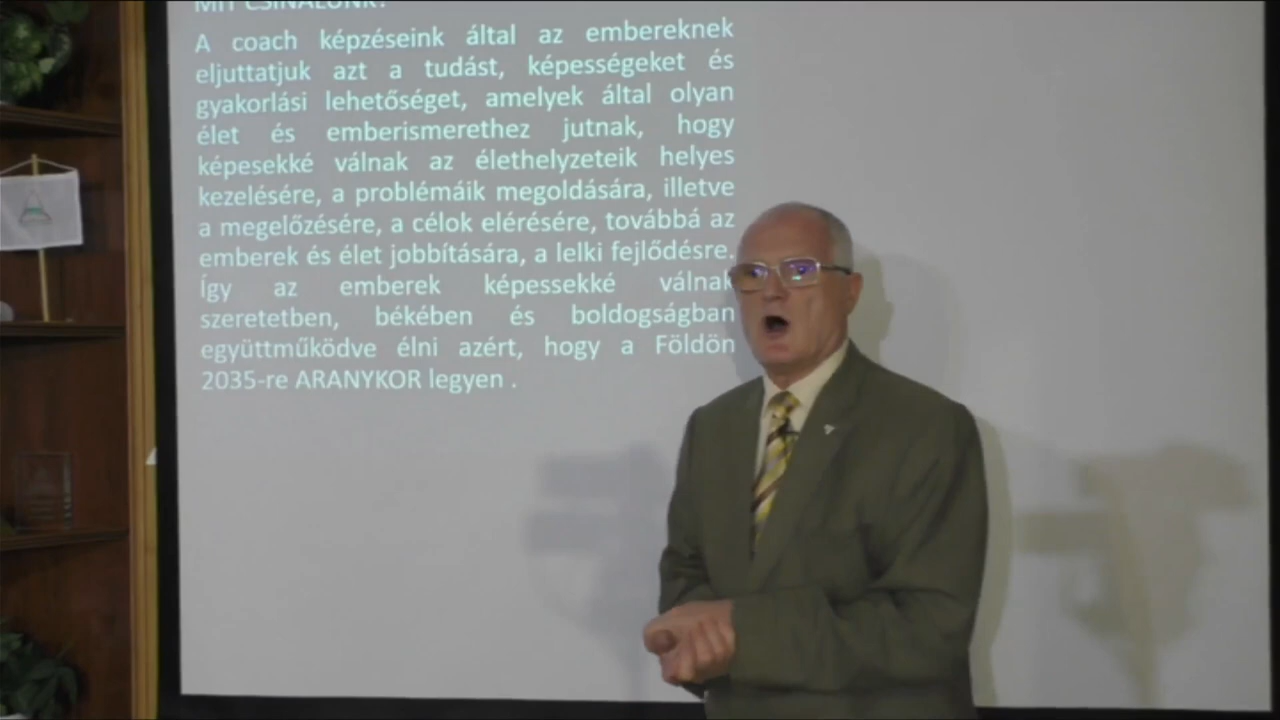 MIT CSINÁLUNK?
A coach képzéseink által az embereknek
eljuttatjuk azt a tudást, képességeket és
gyakorlási lehetőséget, amelyek által olyan
élet és emberismerethez jutnak, hogy
képesekké válnak az élethelyzeteik helyes
kezelésére, a problémáik megoldására, illetve
a megelőzésére, a célok elérésére, továbbá az
emberek és élet jobbítására, a lelki fejlődésre.
Így az emberek képessekké válnak
szeretetben, békében és boldogságban
együttműködve élni azért, hogy a Földön
2035-re ARANYKOR legyen .